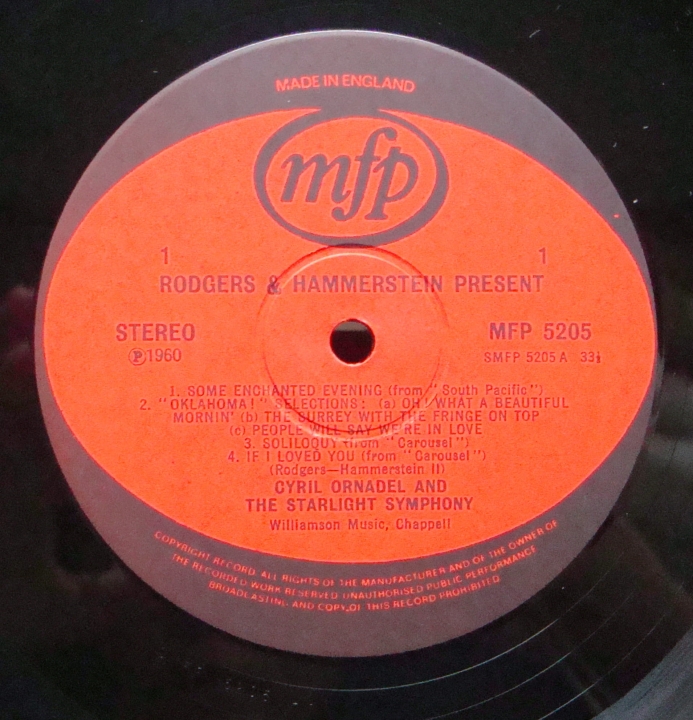 MADE IN ENGLAND
mfp
1 1
RODGERS & HAMMERSTEIN PRESENT
STEREO MFP 5205
Ⓟ1960 SMFP 5205 A 33⅓
1. SOME ENCHANTED EVENING (from "South Pacific")
2. "OKLAHOMA!" SELECTIONS: (a) OH! WHAT A BEAUTIFUL
MORNIN' (b) THE SURREY WITH THE FRINGE ON TOP
(c) PEOPLE WILL SAY WE'RE IN LOVE
3. SOLILOQUY (from "Carousel")
4. IF I LOVED YOU (from "Carousel")
(Rodgers—Hammerstein II)
CYRIL ORNADEL AND
THE STARLIGHT SYMPHONY
Williamson Music, Chappell
COPYRIGHT RECORD. ALL RIGHTS OF THE MANUFACTURER AND OF THE OWNER OF
THE RECORDED WORK RESERVED UNAUTHORISED PUBLIC PERFORMANCE
BROADCASTING AND COPY OF THIS RECORD PROHIBITED